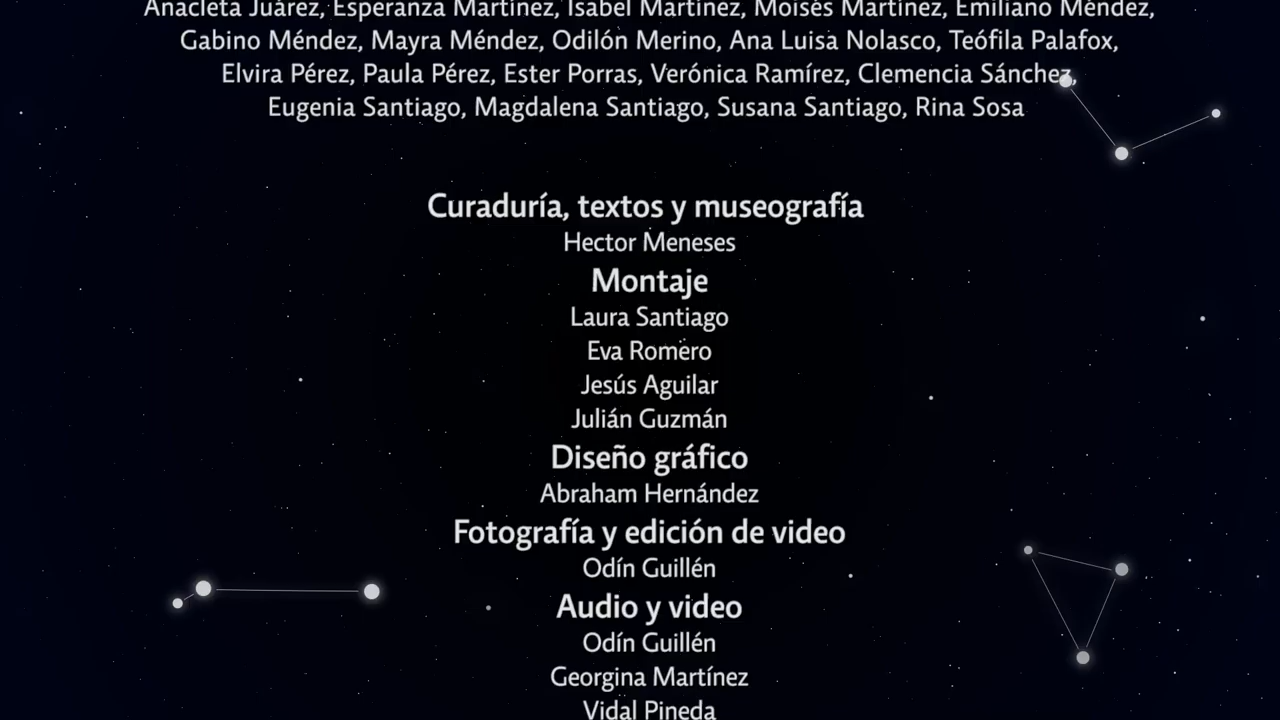 Anacleta Juárez, Esperanza Martínez, Isabel Martínez, Moisés Martínez, Emiliano Méndez,
Gabino Méndez, Mayra Méndez, Odilón Merino, Ana Luisa Nolasco, Teófila Palafox,
Elvira Pérez, Paula Pérez, Ester Porras, Verónica Ramírez, Clemencia Sánchez,
Eugenia Santiago, Magdalena Santiago, Susana Santiago, Rina Sosa
Curaduría, textos y museografía
Hector Meneses
Montaje
Laura Santiago
Eva Romero
Jesús Aguilar
Julián Guzmán
Diseño gráfico
Abraham Hernández
Fotografía y edición de video
Odín Guillén
Audio y video
Odín Guillén
Georgina Martínez
Vidal Pineda